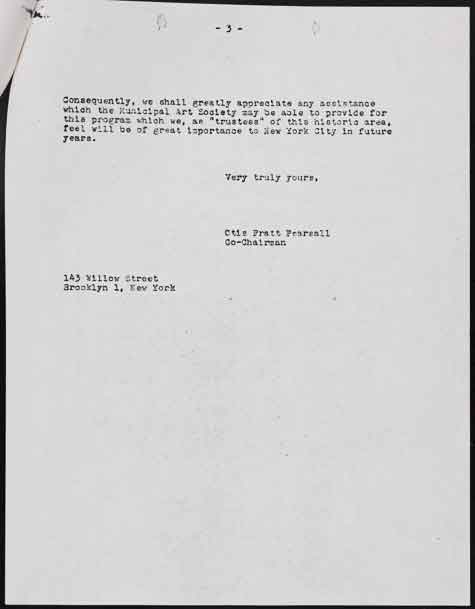 - 3 -
Consequently, we shall greatly appreciate any assistance
which the Municipal Art Society may be able to provide for
this program which we, as "trustees" of this historic area,
feel will be of great importance to New York City in future
years.
Very truly yours,
Otis Pratt Pearsall
Co-Chairman
143 Willow Street
Brooklyn 1, New York